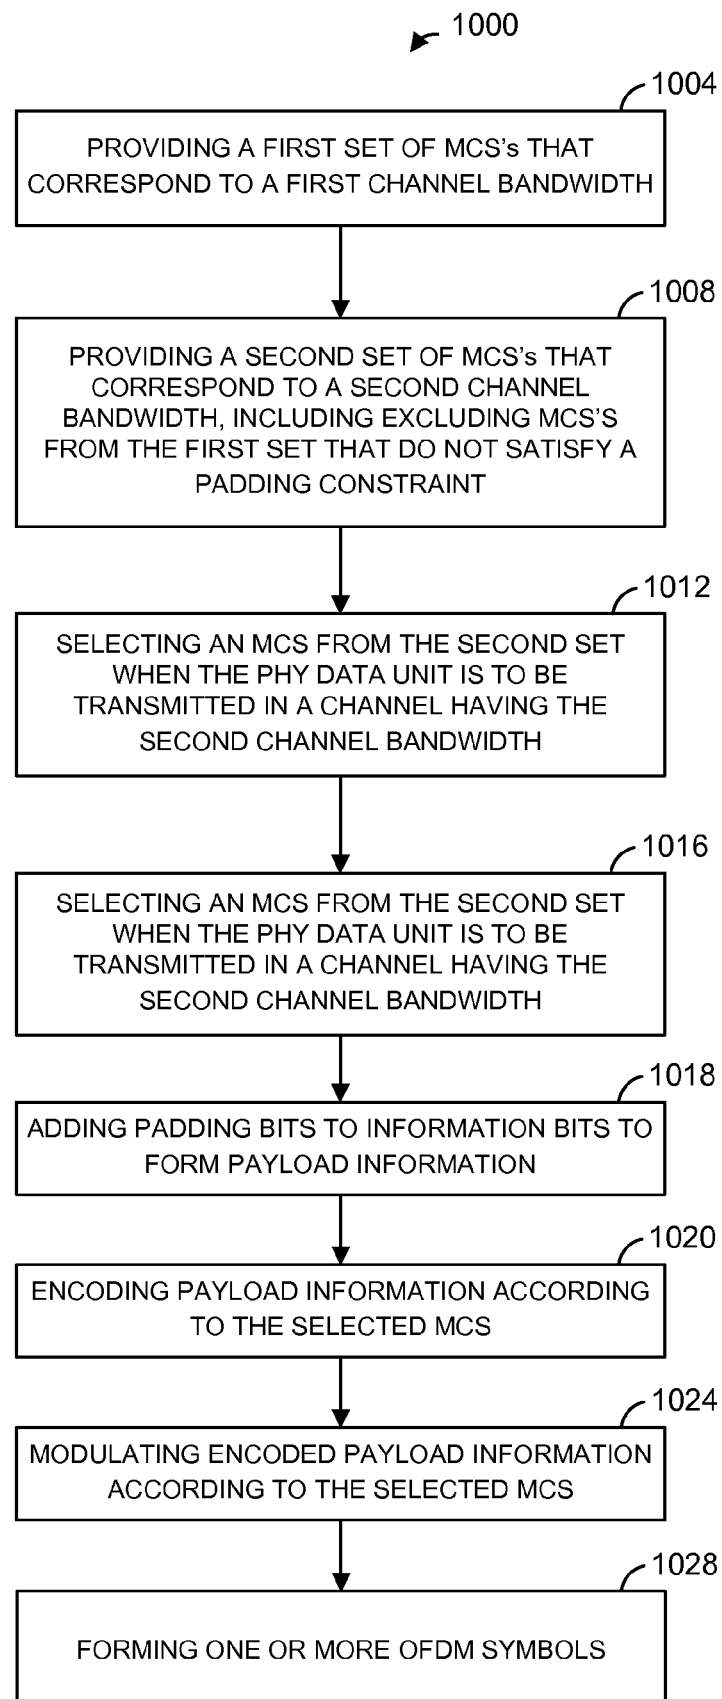 1000
1004
PROVIDING A FIRST SET OF MCS's THAT
CORRESPOND TO A FIRST CHANNEL BANDWIDTH
1008
PROVIDING A SECOND SET OF MCS's THAT
CORRESPOND TO A SECOND CHANNEL
BANDWIDTH, INCLUDING EXCLUDING MCS'S
FROM THE FIRST SET THAT DO NOT SATISFY A
PADDING CONSTRAINT
1012
SELECTING AN MCS FROM THE SECOND SET
WHEN THE PHY DATA UNIT IS TO BE
TRANSMITTED IN A CHANNEL HAVING THE
SECOND CHANNEL BANDWIDTH
1016
SELECTING AN MCS FROM THE SECOND SET
WHEN THE PHY DATA UNIT IS TO BE
TRANSMITTED IN A CHANNEL HAVING THE
SECOND CHANNEL BANDWIDTH
1018
ADDING PADDING BITS TO INFORMATION BITS TO
FORM PAYLOAD INFORMATION
1020
ENCODING PAYLOAD INFORMATION ACCORDING
TO THE SELECTED MCS
1024
MODULATING ENCODED PAYLOAD INFORMATION
ACCORDING TO THE SELECTED MCS
1028
FORMING ONE OR MORE OFDM SYMBOLS